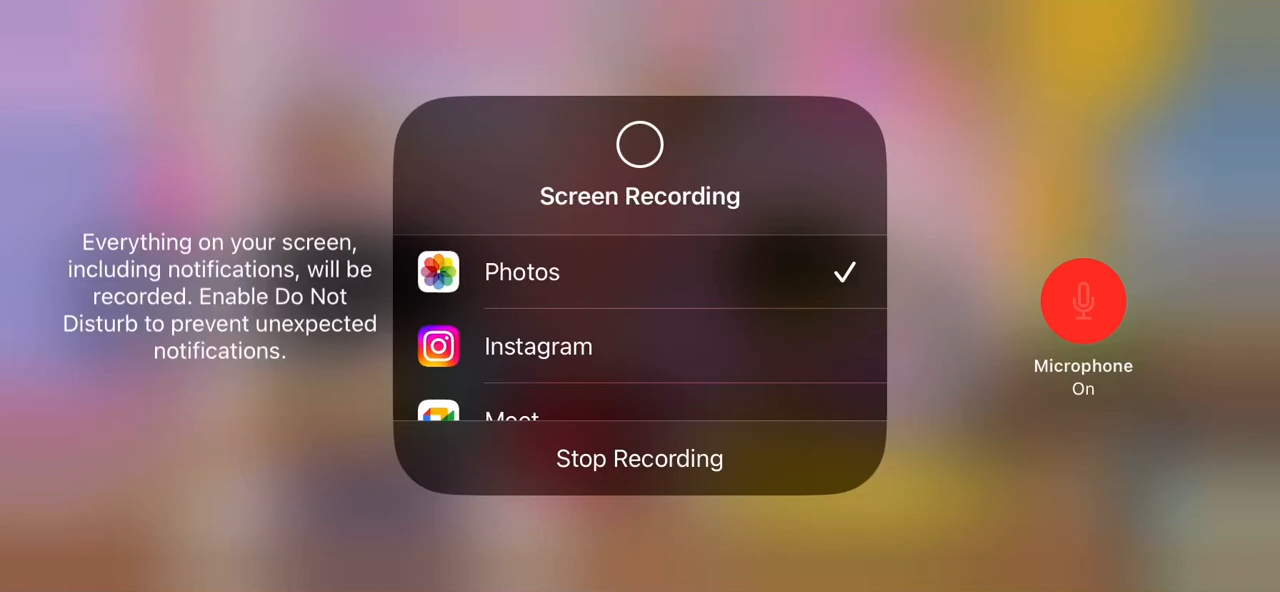 Screen Recording
Everything on your screen,
including notifications, will be
recorded. Enable Do Not
Disturb to prevent unexpected
notifications.
Photos
Instagram
Meet
Stop Recording
Microphone
On